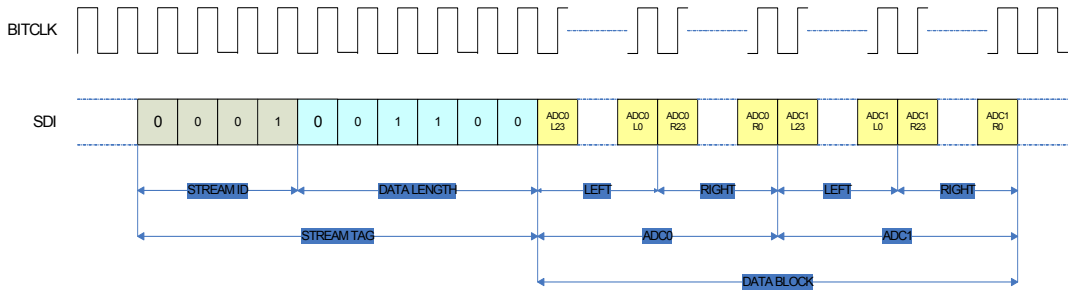 BITCLK
SDI
0 0 0 1 0 0 1 1 0 0 ADC0 L23 ADC0 L0 ADC0 R23 ADC0 R0 ADC1 L23 ADC1 L0 ADC1 R23 ADC1 R0
STREAM ID DATA LENGTH LEFT RIGHT LEFT RIGHT
STREAM TAG ADC0 ADC1
DATA BLOCK